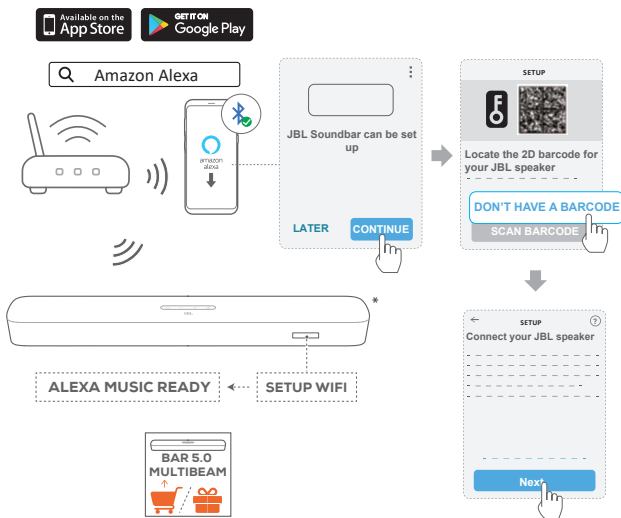 Available on the
App Store
GET IT ON
Google Play
Amazon Alexa
amazon
alexa
JBL Soundbar can be set
up
LATER
CONTINUE
SETUP
Locate the 2D barcode for
your JBL speaker
DON'T HAVE A BARCODE
SCAN BARCODE
JBL
*
SETUP
?
Connect your JBL speaker
Next
ALEXA MUSIC READY
SETUP WIFI
BAR 5.0
MULTIBEAM